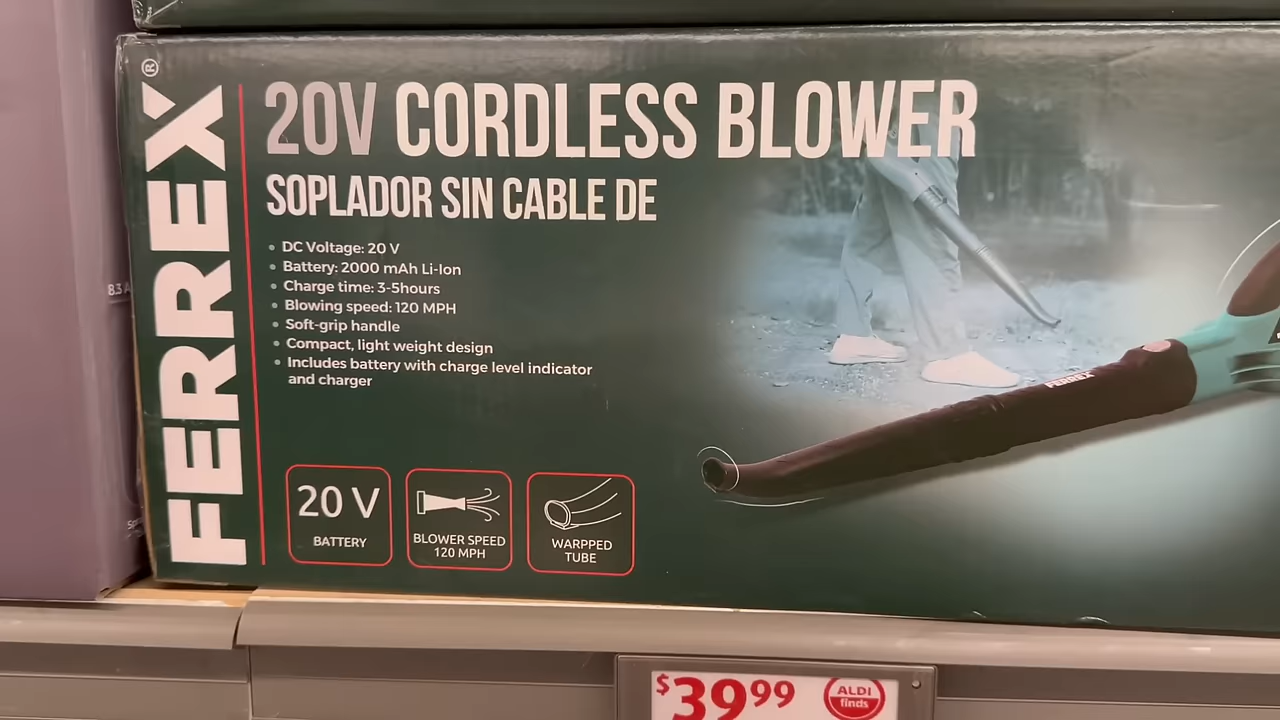 FERREX®
20V CORDLESS BLOWER
SOPLADOR SIN CABLE DE
• DC Voltage: 20 V
• Battery: 2000 mAh Li-Ion
• Charge time: 3-5hours
• Blowing speed: 120 MPH
• Soft-grip handle
• Compact, light weight design
• Includes battery with charge level indicator
and charger
20 V
BATTERY
BLOWER SPEED
120 MPH
WARPPED
TUBE
FERREX
8.3 A
$39.99
ALDI
finds